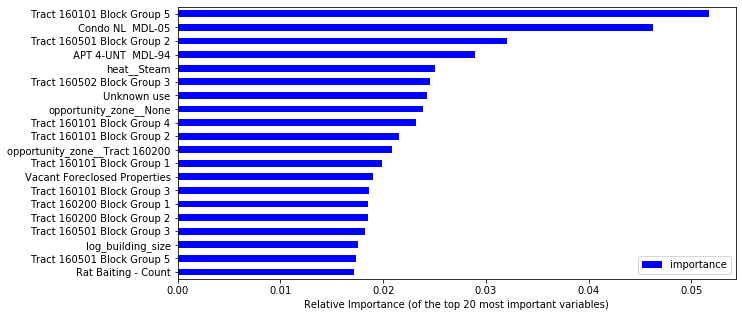 Tract 160101 Block Group 5
Condo NL  MDL-05
Tract 160501 Block Group 2
APT 4-UNT  MDL-94
heat__Steam
Tract 160502 Block Group 3
Unknown use
opportunity_zone__None
Tract 160101 Block Group 4
Tract 160101 Block Group 2
opportunity_zone__Tract 160200
Tract 160101 Block Group 1
Vacant Foreclosed Properties
Tract 160101 Block Group 3
Tract 160200 Block Group 1
Tract 160200 Block Group 2
Tract 160501 Block Group 3
log_building_size
Tract 160501 Block Group 5
Rat Baiting - Count
importance
0.00 0.01 0.02 0.03 0.04 0.05
Relative Importance (of the top 20 most important variables)